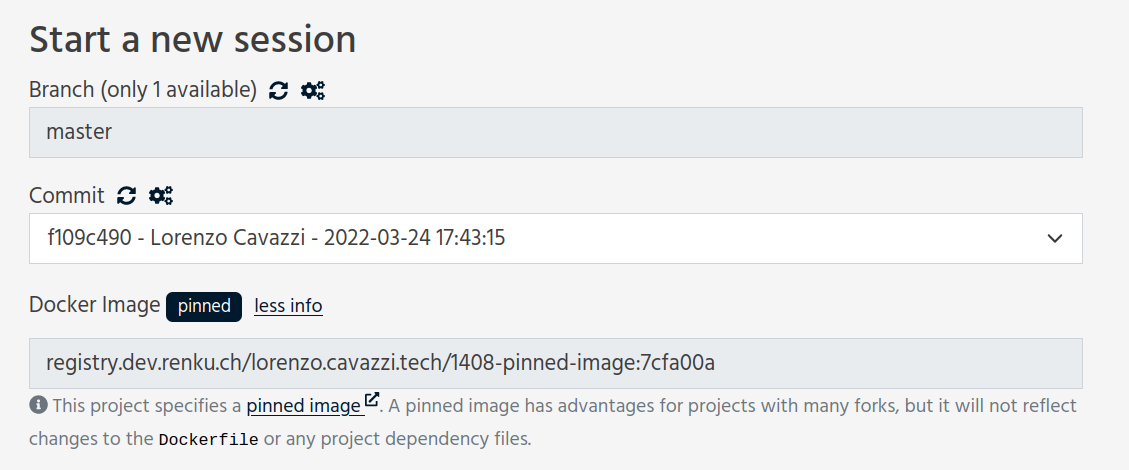 Start a new session
Branch (only 1 available)
master
Commit
f109c490 - Lorenzo Cavazzi - 2022-03-24 17:43:15
Docker Image pinned less info
registry.dev.renku.ch/lorenzo.cavazzi.tech/1408-pinned-image:7cfa00a
This project specifies a pinned image. A pinned image has advantages for projects with many forks, but it will not reflect
changes to the Dockerfile or any project dependency files.